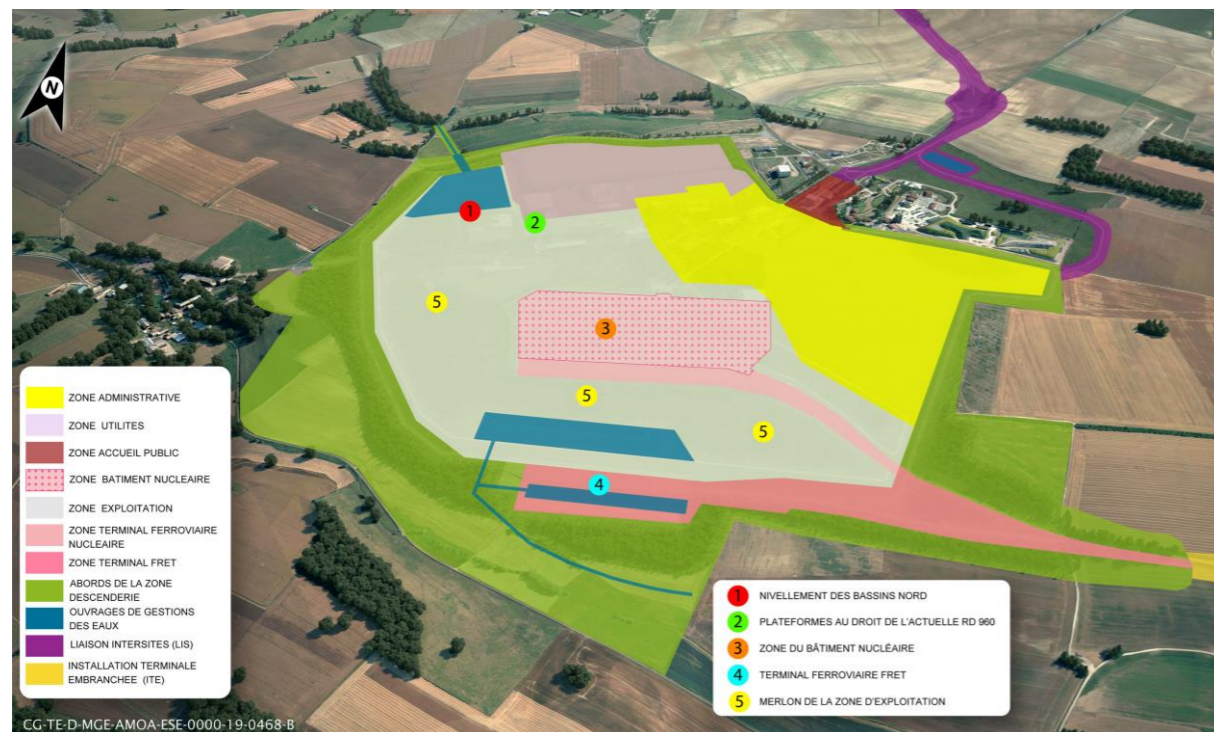 N
1
2
5
3
5
5
4
ZONE ADMINISTRATIVE
ZONE UTILITES
ZONE ACCUEIL PUBLIC
ZONE BATIMENT NUCLEAIRE
ZONE EXPLOITATION
ZONE TERMINAL FERROVIAIRE
NUCLEAIRE
ZONE TERMINAL FRET
ABORDS DE LA ZONE
DESCENDERIE
OUVRAGES DE GESTIONS
DES EAUX
LIAISON INTERSITES (LIS)
INSTALLATION TERMINALE
EMBRANCHEE (ITE)
1 NIVELLEMENT DES BASSINS NORD
2 PLATEFORMES AU DROIT DE L'ACTUELLE RD 960
3 ZONE DU BÂTIMENT NUCLÉAIRE
4 TERMINAL FERROVIAIRE FRET
5 MERLON DE LA ZONE D'EXPLOITATION
CG-TE-D-MGE-AMOA-ESE-0000-19-0468-B